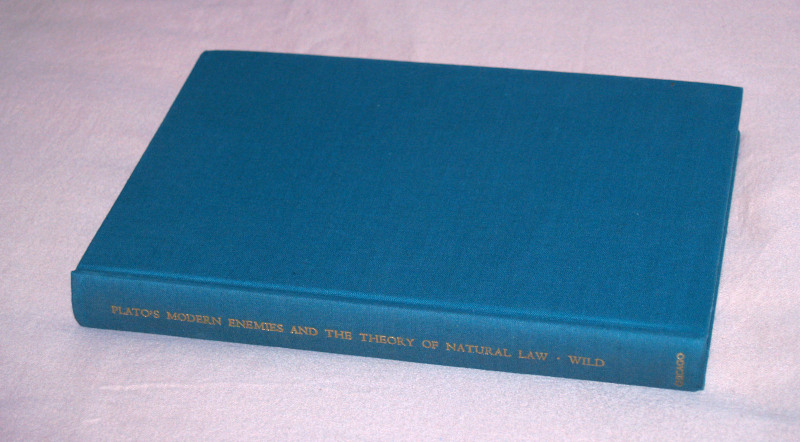 PLATO'S MODERN ENEMIES AND THE THEORY OF NATURAL LAW · WILD
CHICAGO